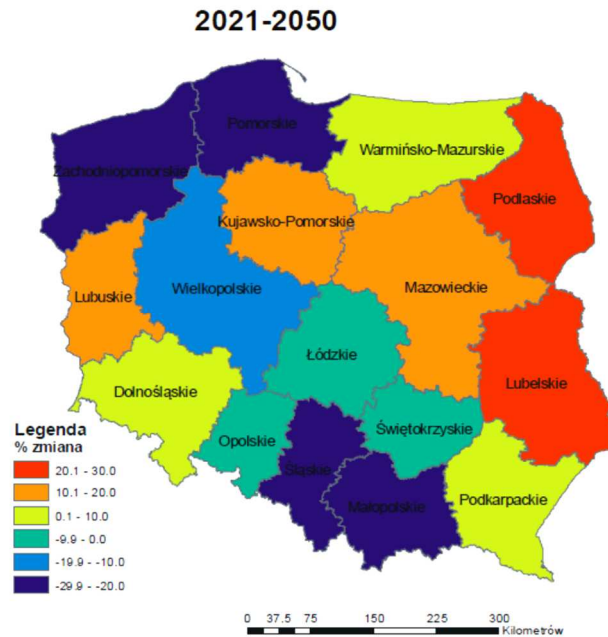 2021-2050
Pomorskie
Warmińsko-Mazurskie
Zachodniopomorskie
Podlaskie
Kujawsko-Pomorskie
Wielkopolskie
Mazowieckie
Lubuskie
Łódzkie
Dolnośląskie
Lubelskie
Świętokrzyskie
Opolskie
Śląskie
Podkarpackie
Małopolskie
Legenda
% zmiana
20.1 - 30.0
10.1 - 20.0
0.1 - 10.0
-9.9 - 0.0
-19.9 - -10.0
-29.9 - -20.0
0 37.5 75 150 225 300
Kilometrów